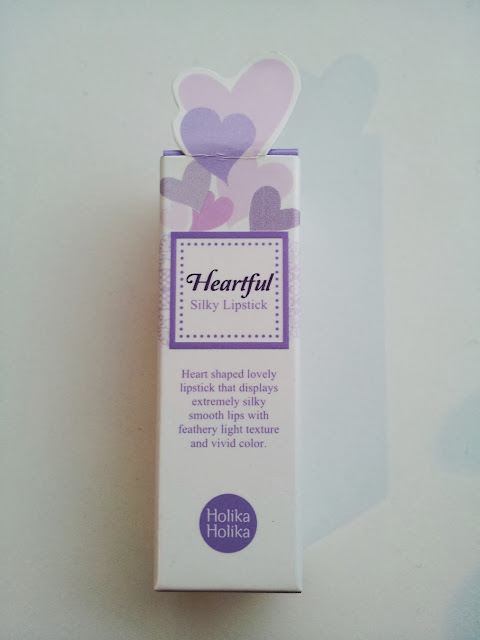 Heartful
Silky Lipstick
Heart shaped lovely
lipstick that displays
extremely silky
smooth lips with
feathery light texture
and vivid color.
Holika
Holika